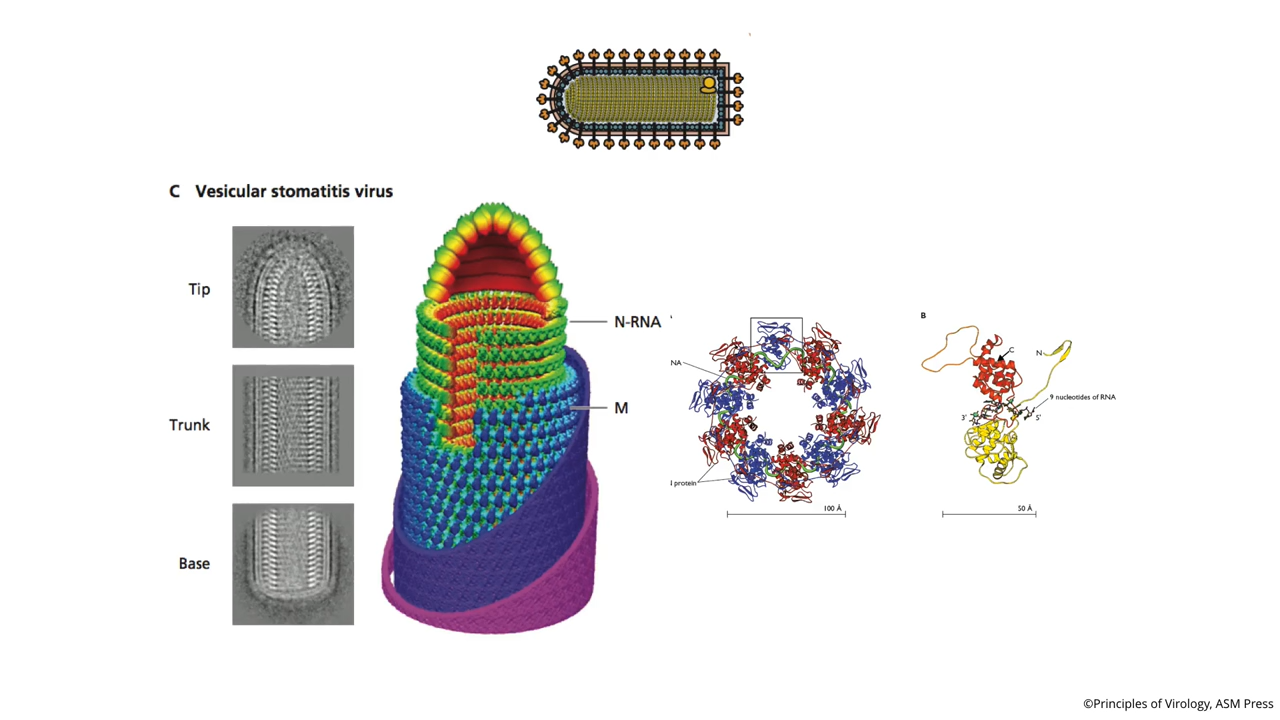 C Vesicular stomatitis virus
Tip
Trunk
Base
N-RNA
M
NA
protein
100 Å
B
C
N
9 nucleotides of RNA
3'
5'
50 Å
©Principles of Virology, ASM Press